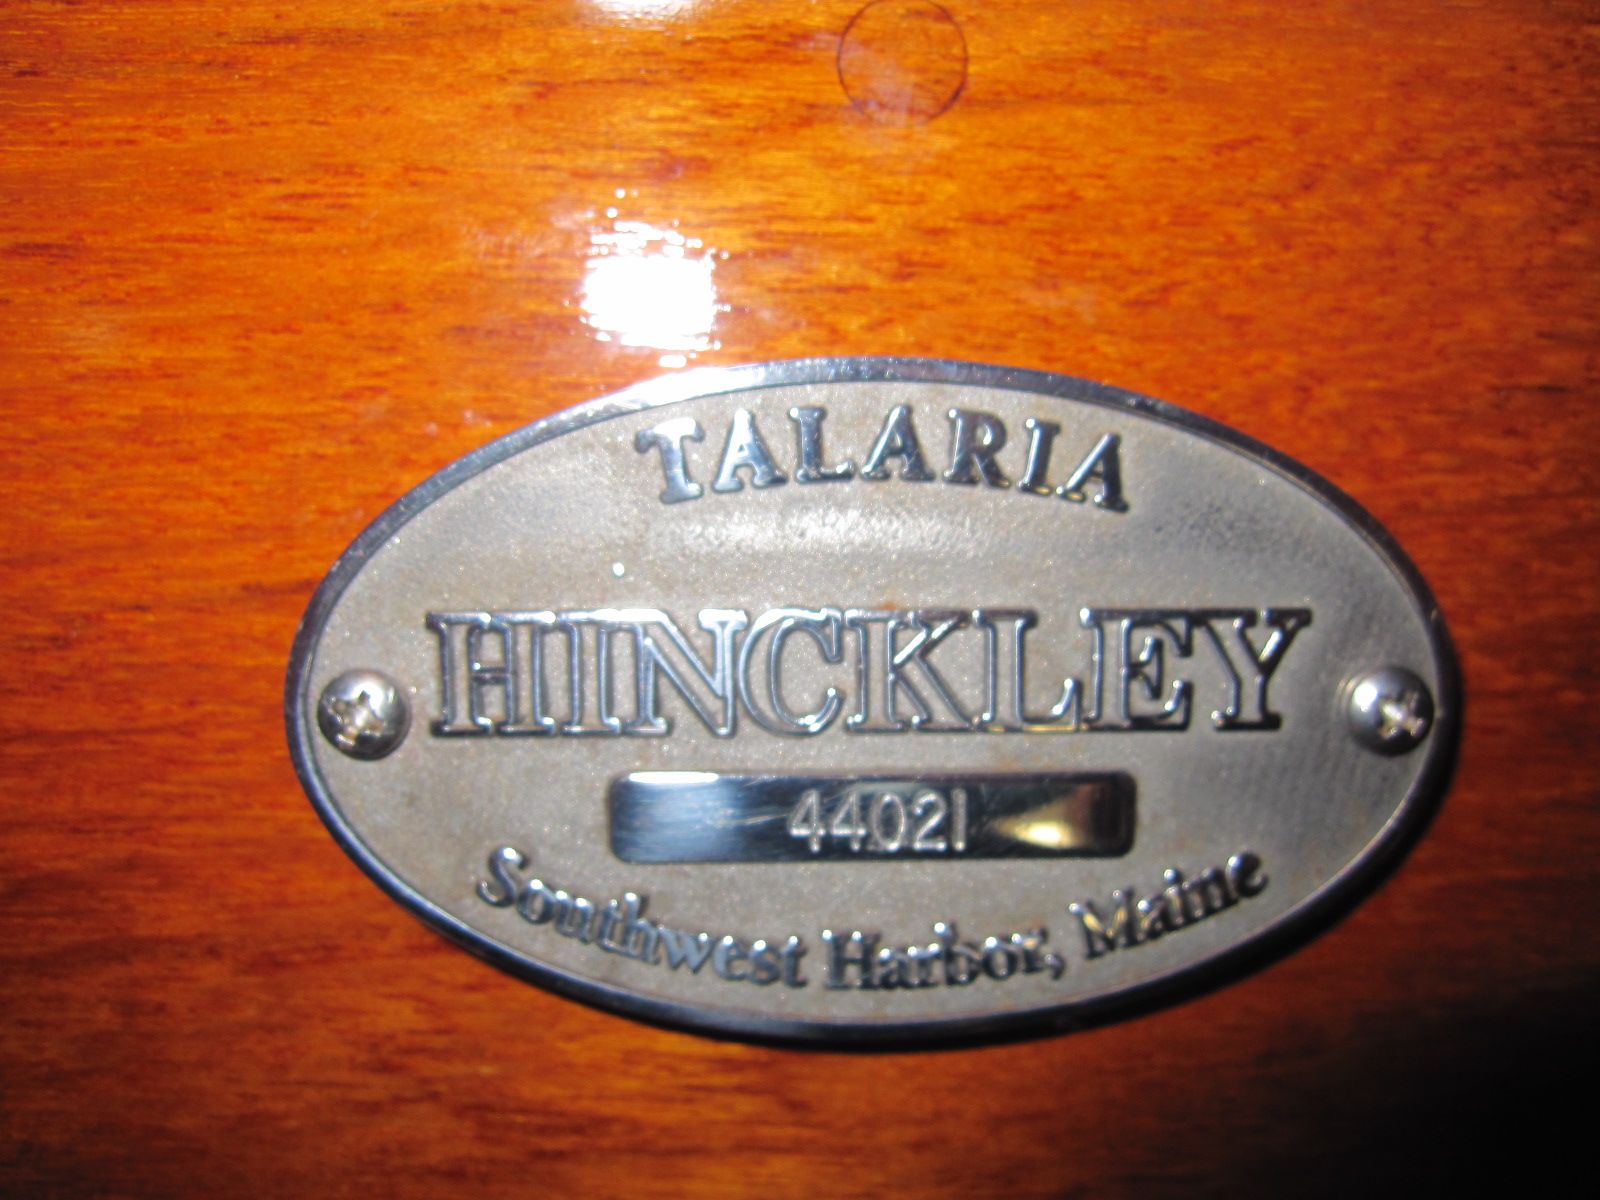 TALARIA
HINCKLEY
44021
Southwest Harbor, Maine